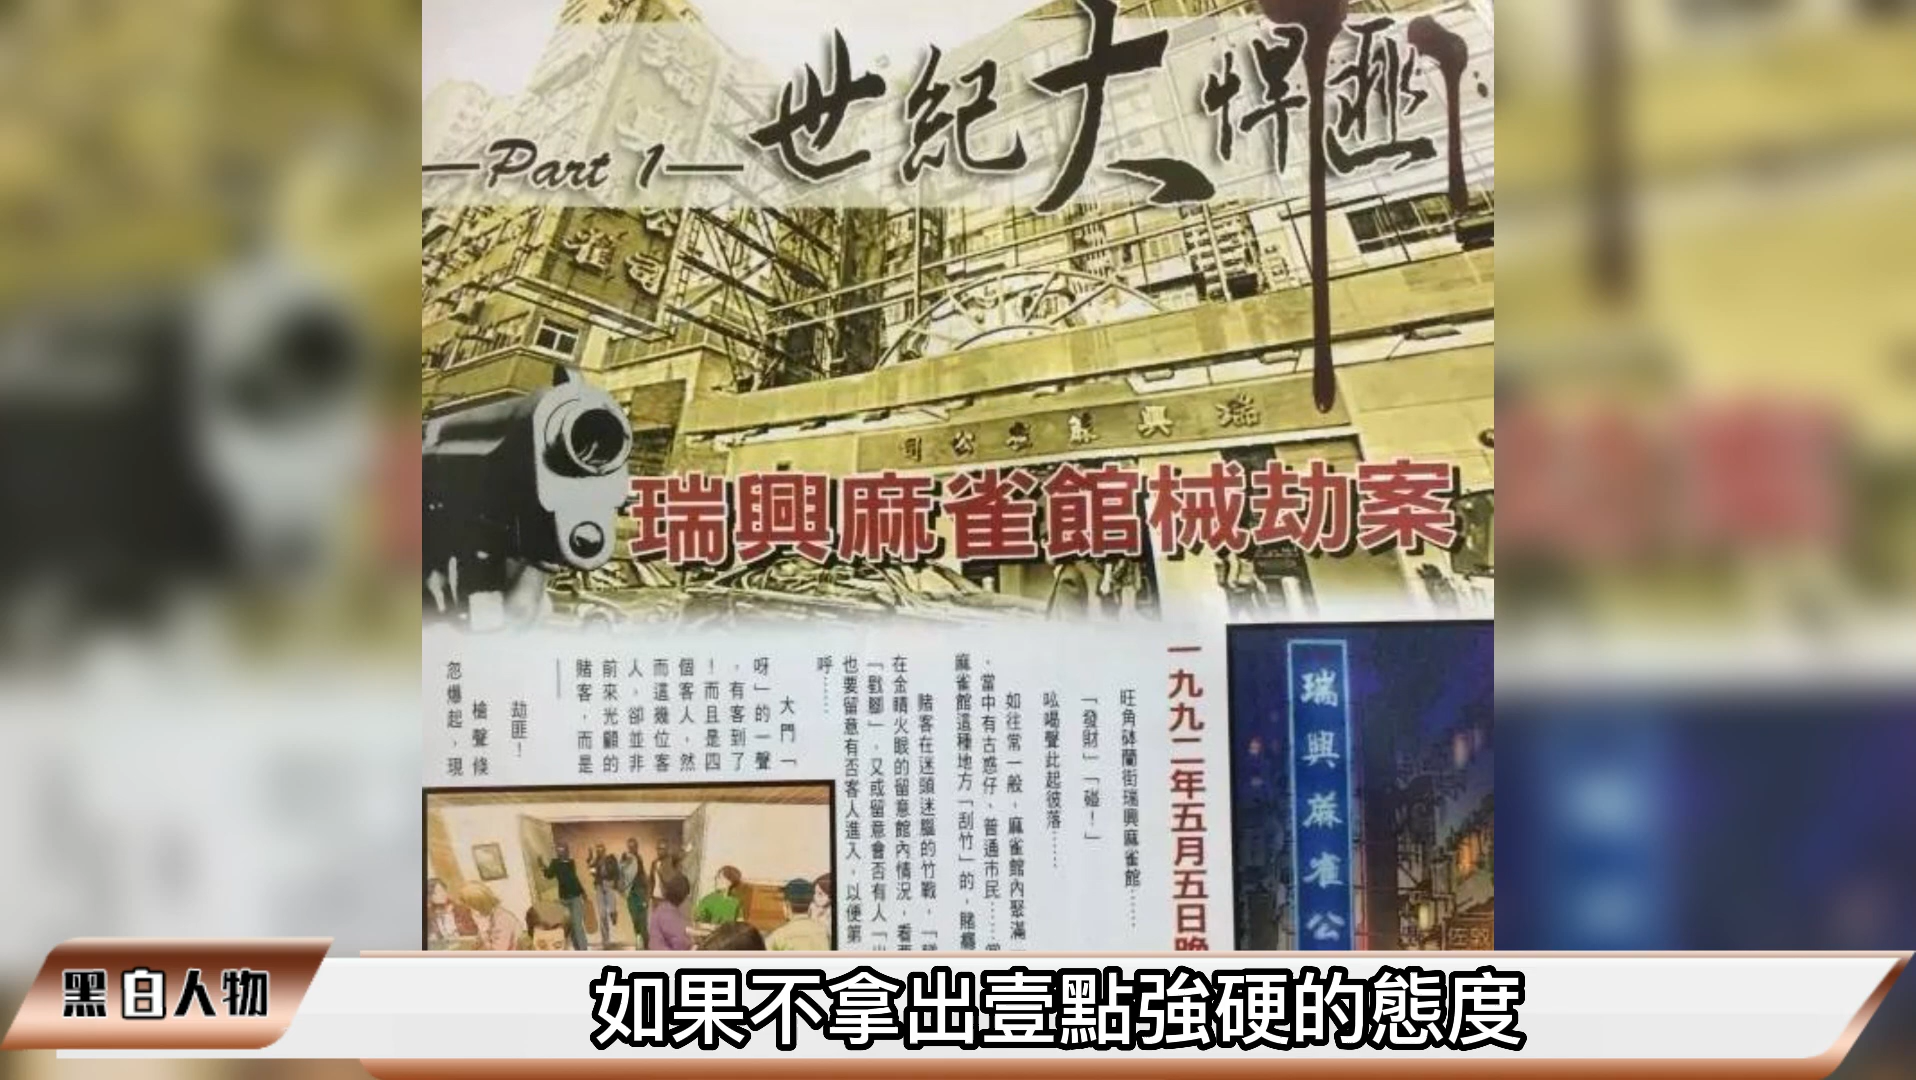 世紀大悍匪
—Part 1—
瑞興麻雀公司
瑞興麻雀館械劫案
瑞興麻雀公
一九九二年五月五日晚
旺角砵蘭街瑞興麻雀館……
「發財」「碰！」
吆喝聲此起彼落……
如往常一般，麻雀館內聚滿
，當中有古惑仔、普通市民……
麻雀館這種地方「刮竹」的，賭癮
賭客在迷頭迷腦的竹戰，「
在金睛火眼的留意館內情況，看
「戥腳」，又或留意會否有人「
也要留意有否客人進入，以便第
呼……
大門「
呀」的一聲
，有客到了
！而且是四
個客人，然
而這幾位客
人，卻並非
前來光顧的
賭客，而是
——
劫匪！
槍聲倏
忽爆起，現
黑白人物
如果不拿出壹點強硬的態度